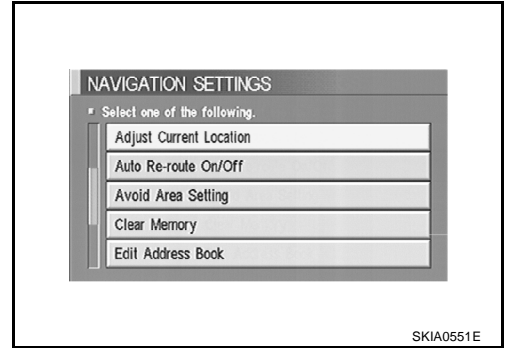 NAVIGATION SETTINGS
Select one of the following.
Adjust Current Location
Auto Re-route On/Off
Avoid Area Setting
Clear Memory
Edit Address Book
SKIA0551E